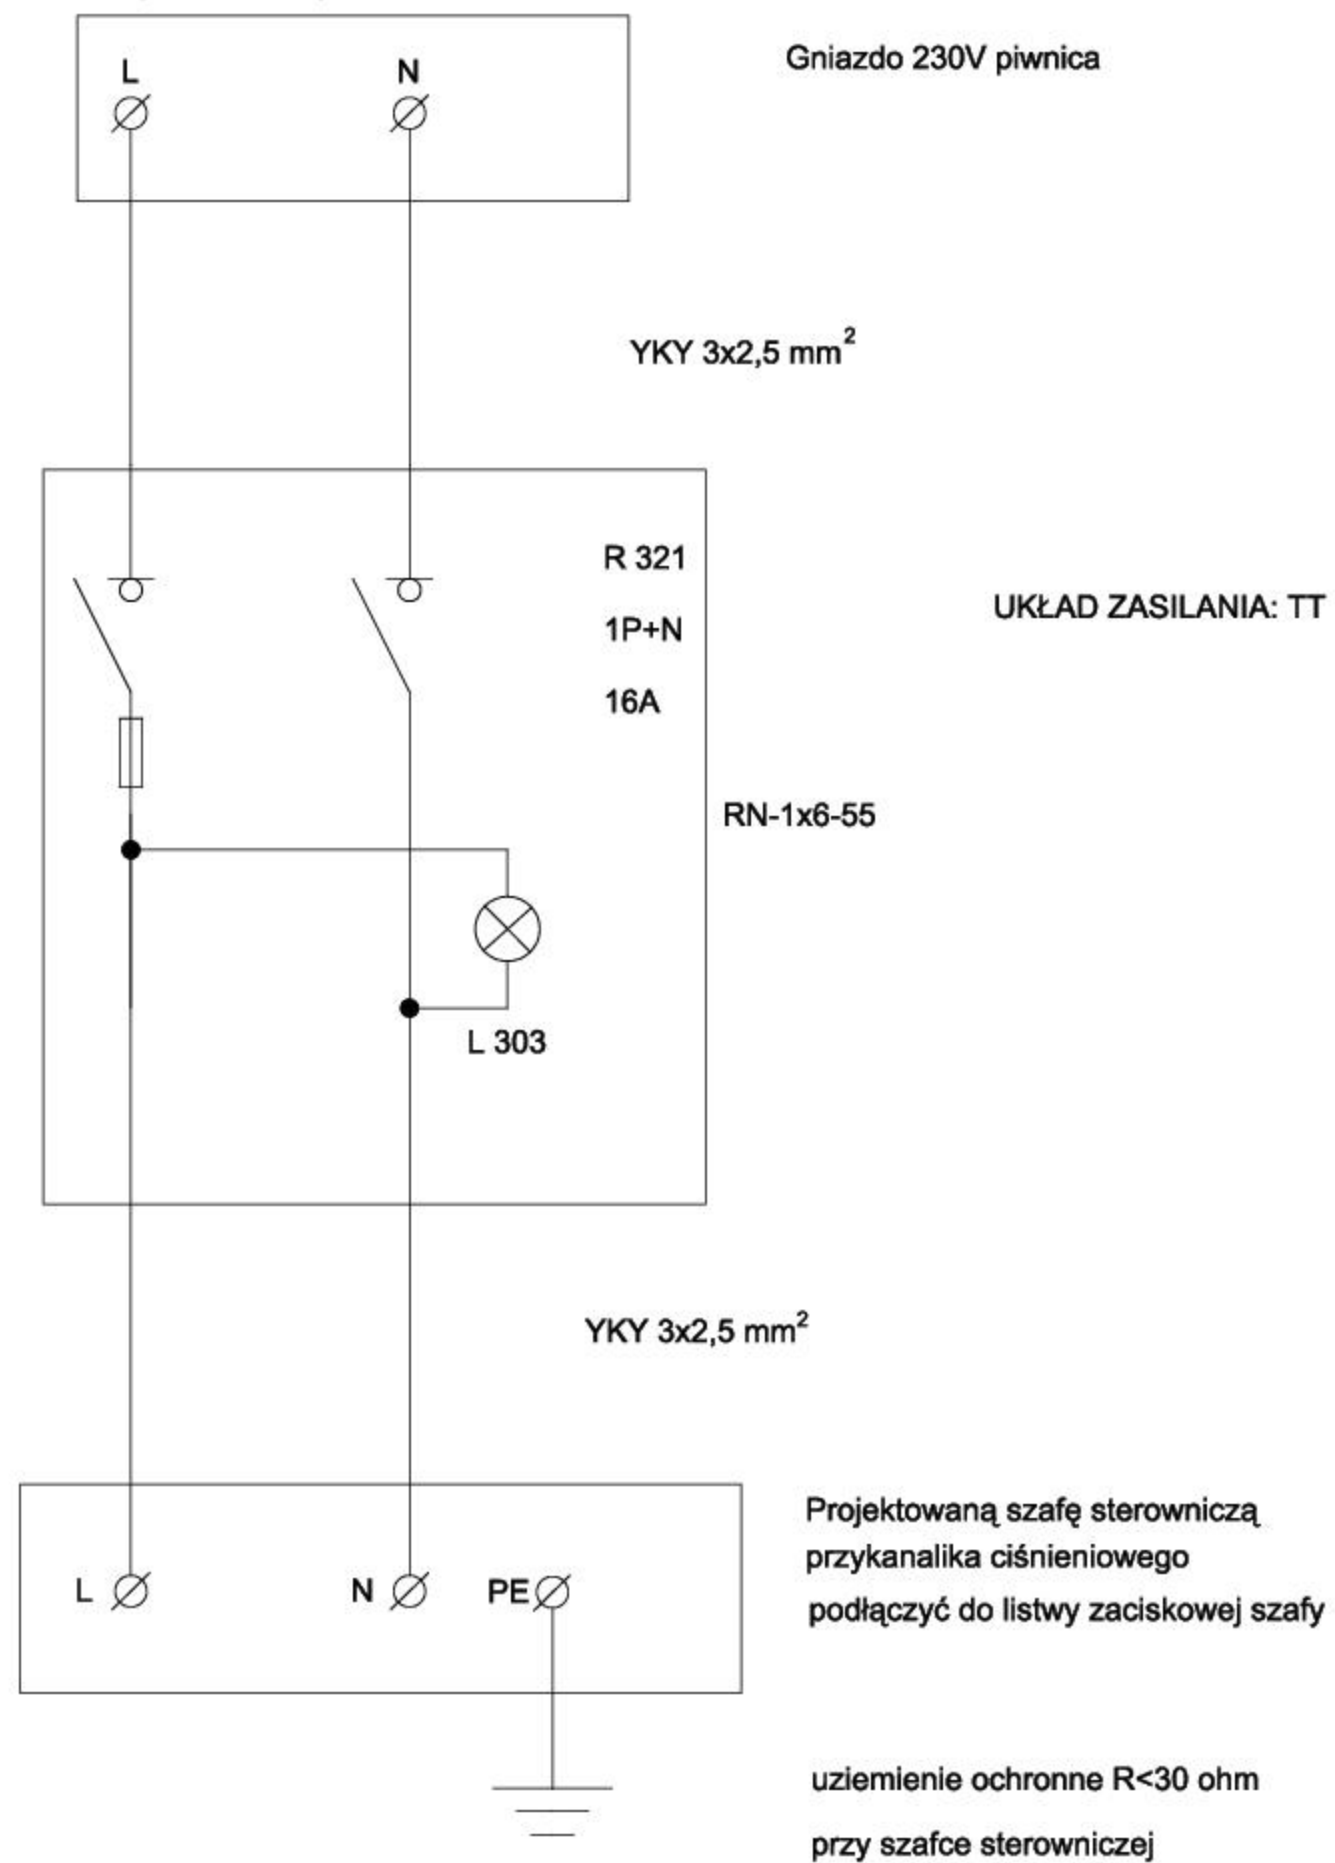 Gniazdo 230V piwnica
L N
YKY 3x2,5 mm²
R 321
1P+N
16A
UKŁAD ZASILANIA: TT
RN-1x6-55
L 303
YKY 3x2,5 mm²
L N PE
Projektowaną szafę sterowniczą
przykanalika ciśnieniowego
podłączyć do listwy zaciskowej szafy
uziemienie ochronne R<30 ohm
przy szafce sterowniczej